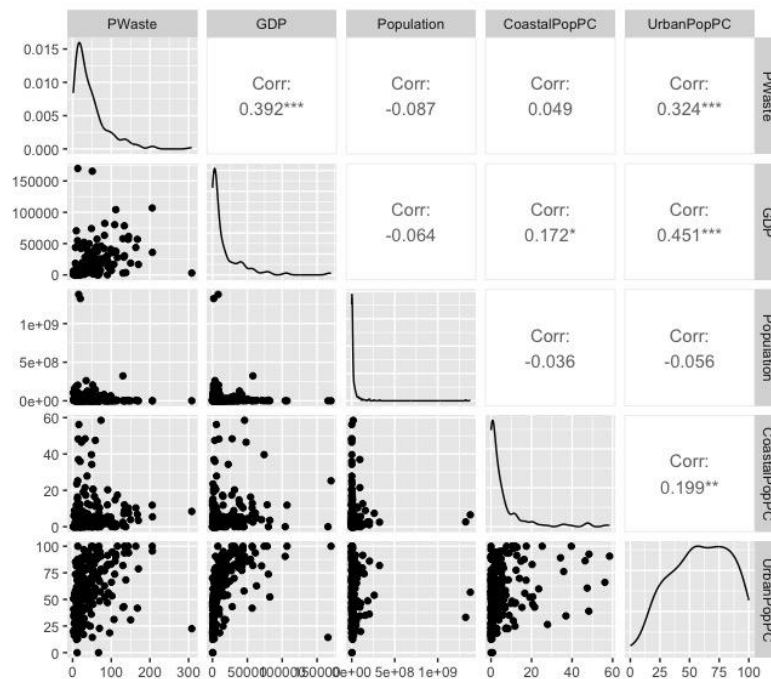 PWaste GDP Population CoastalPopPC UrbanPopPC
0.015
0.010
0.005
0.000
Corr:
0.392***
Corr:
-0.087
Corr:
0.049
Corr:
0.324***
PWaste
150000
100000
50000
0
Corr:
-0.064
Corr:
0.172*
Corr:
0.451***
GDP
1e+09
5e+08
0e+00
Corr:
-0.036
Corr:
-0.056
Population
60
40
20
0
Corr:
0.199**
CoastalPopPC
100
75
50
25
0
UrbanPopPC
0 100 200 300 0 50000 100000 150000 0e+00 5e+08 1e+09 0 20 40 60 0 25 50 75 100